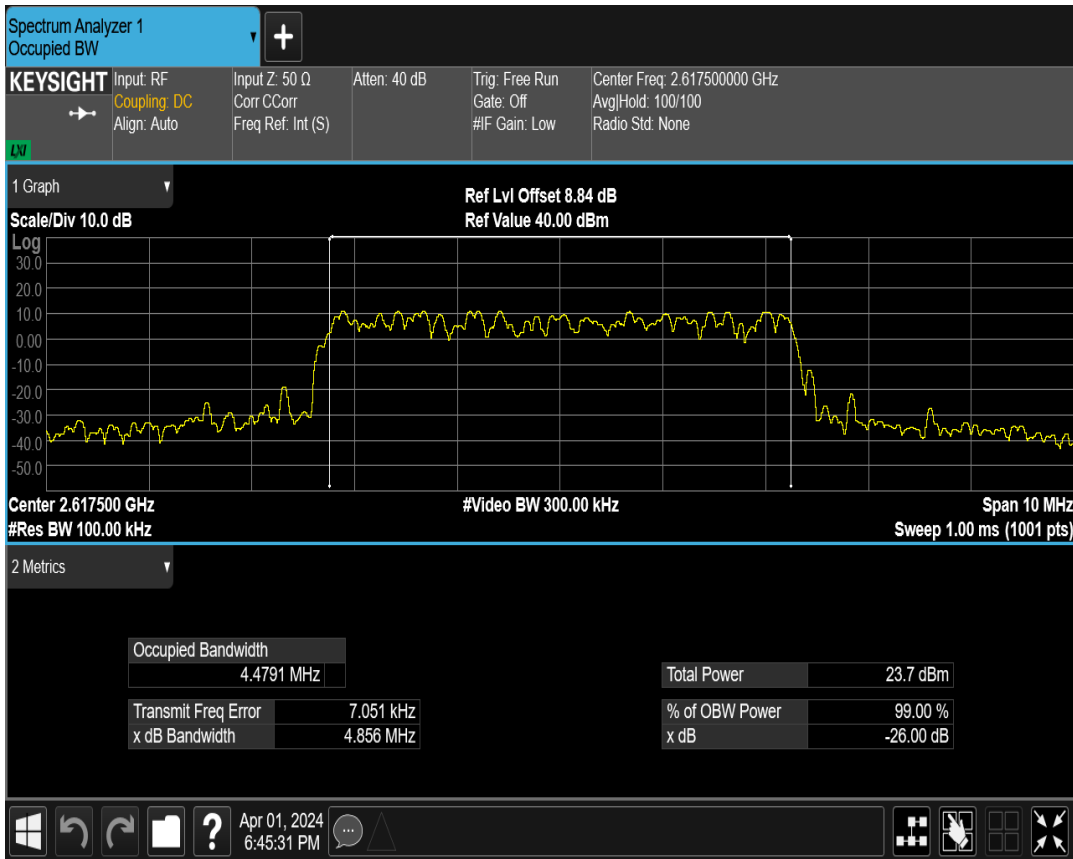 Spectrum Analyzer 1
Occupied BW
KEYSIGHT
LXI
Input: RF
Coupling: DC
Align: Auto
Input Z: 50 Ω
Corr CCorr
Freq Ref: Int (S)
Atten: 40 dB
Trig: Free Run
Gate: Off
#IF Gain: Low
Center Freq: 2.617500000 GHz
Avg|Hold: 100/100
Radio Std: None
1 Graph
Scale/Div 10.0 dB
Ref Lvl Offset 8.84 dB
Ref Value 40.00 dBm
Log
30.0
20.0
10.0
0.00
-10.0
-20.0
-30.0
-40.0
-50.0
Center 2.617500 GHz
#Video BW 300.00 kHz
Span 10 MHz
#Res BW 100.00 kHz
Sweep 1.00 ms (1001 pts)
2 Metrics
Occupied Bandwidth
4.4791 MHz
Total Power 23.7 dBm
Transmit Freq Error 7.051 kHz
% of OBW Power 99.00 %
x dB Bandwidth 4.856 MHz
x dB -26.00 dB
?
Apr 01, 2024
6:45:31 PM